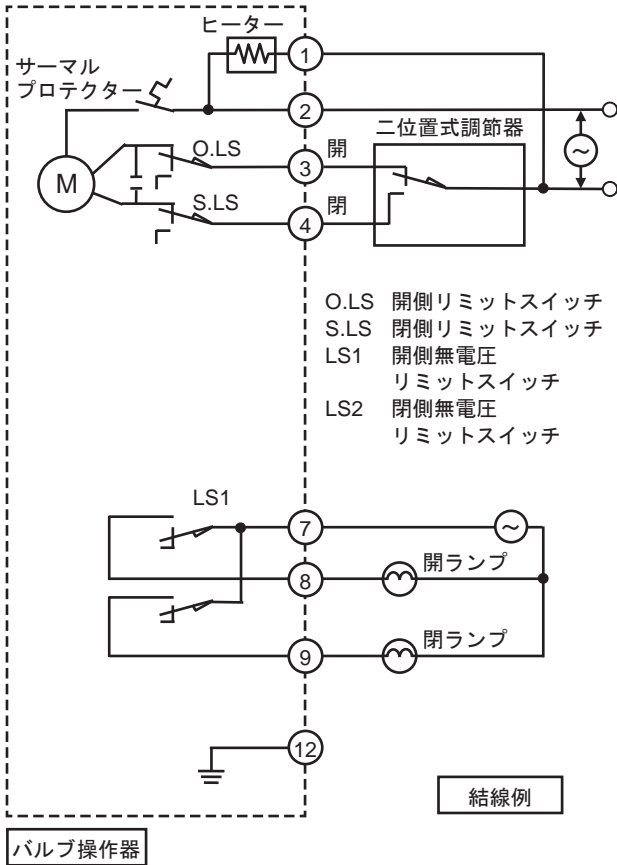 ヒーター
サーマル
プロテクター
1
2
二位置式調節器
O.LS
3
開
M
~
S.LS
4
閉
O.LS 開側リミットスイッチ
S.LS 閉側リミットスイッチ
LS1 開側無電圧
リミットスイッチ
LS2 閉側無電圧
リミットスイッチ
LS1
7
~
8
開ランプ
9
閉ランプ
12
結線例
バルブ操作器